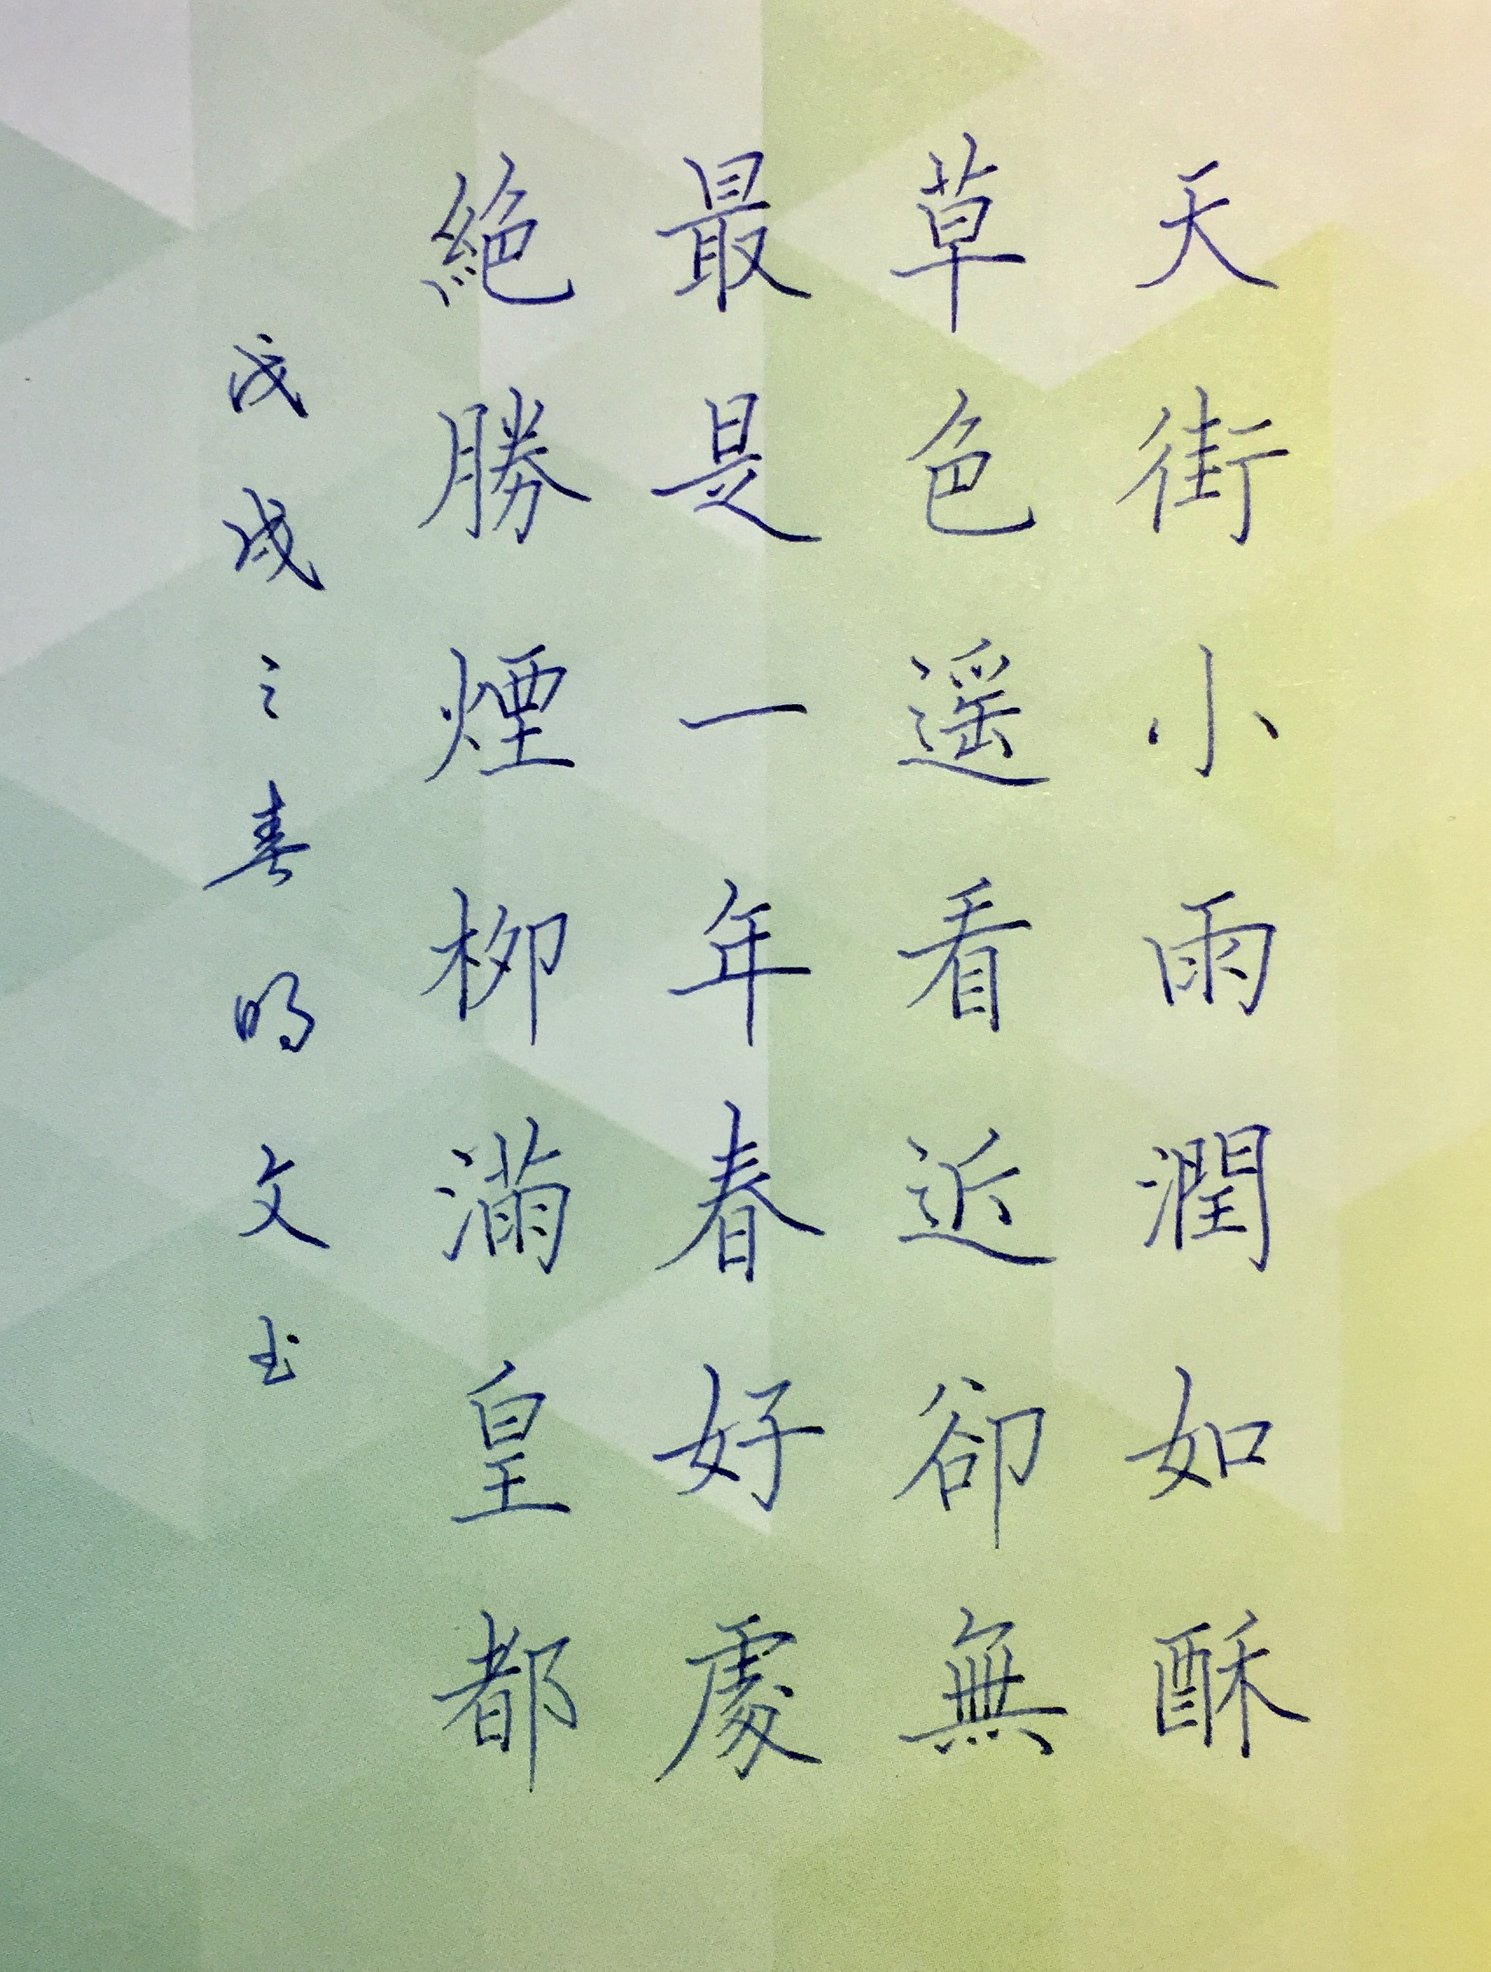 天街小雨潤如酥
草色遥看近卻無
最是一年春好處
絕勝煙柳滿皇都
戊戌之春明文书